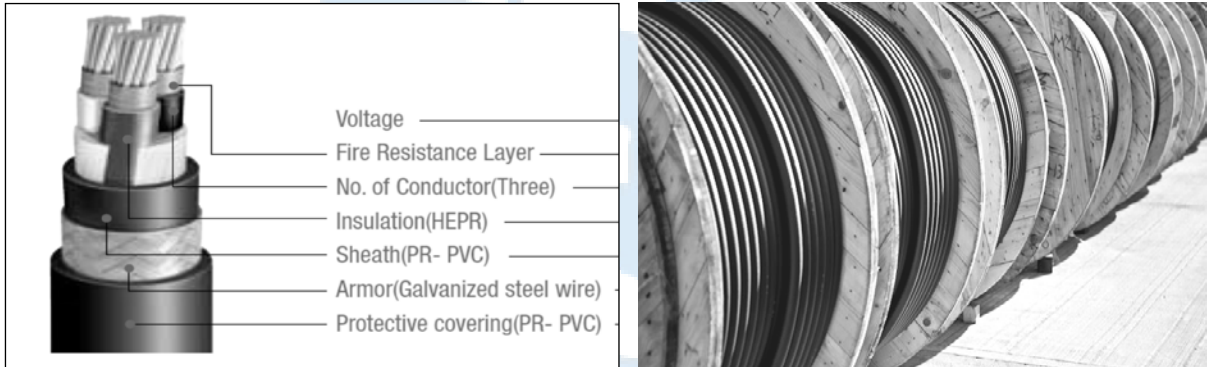 Voltage
Fire Resistance Layer
No. of Conductor(Three)
Insulation(HEPR)
Sheath(PR- PVC)
Armor(Galvanized steel wire)
Protective covering(PR- PVC)